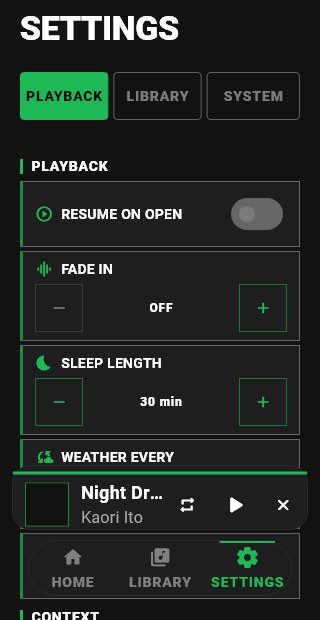 SETTINGS
PLAYBACK LIBRARY SYSTEM
PLAYBACK
RESUME ON OPEN
FADE IN
− OFF +
SLEEP LENGTH
− 30 min +
WEATHER EVERY
Night Dr...
Kaori Ito
HOME LIBRARY SETTINGS
CONTEXT